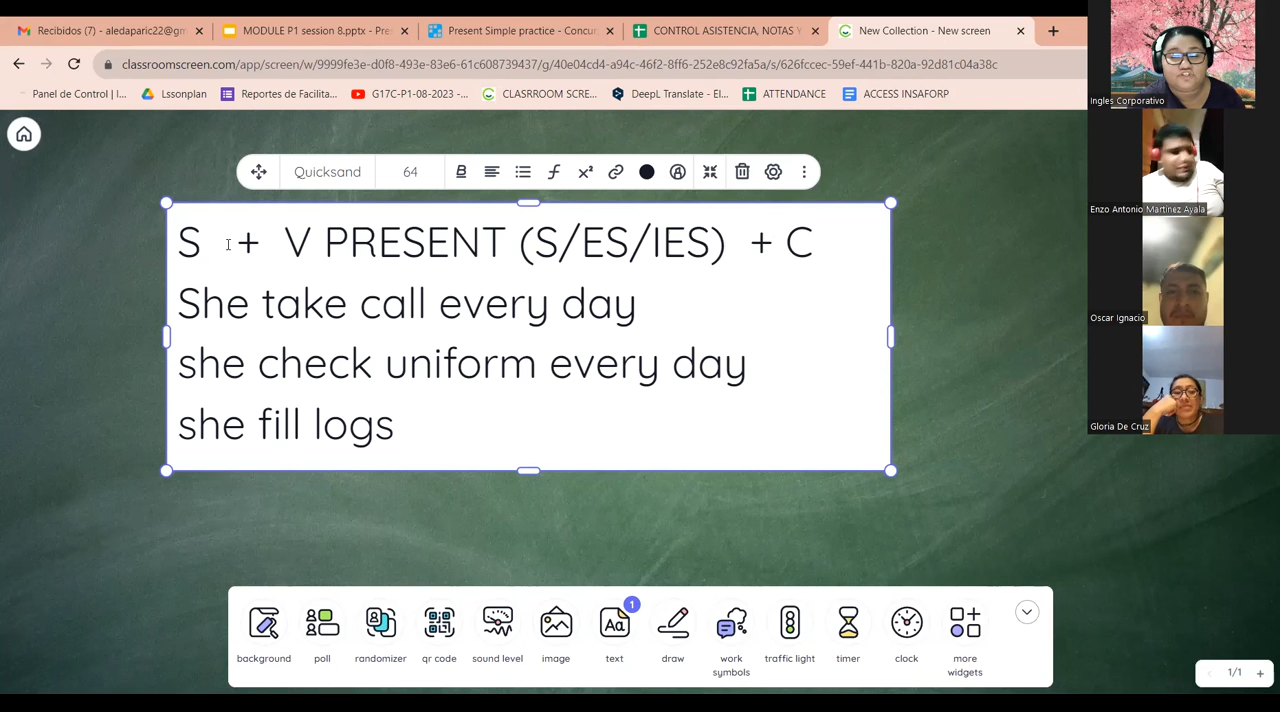 Recibidos (7) - aledaparic22@gm
MODULE P1 session 8.pptx - Pre
Present Simple practice - Concur
CONTROL ASISTENCIA, NOTAS Y
New Collection - New screen
classroomscreen.com/app/screen/w/9999fe3e-d0f8-493e-83e6-61e010739437/g/40e04cd4-a94c-46f2-8ff6-252e8c92fa5a/s/626fccec-59ef-441b-820a-92d81c04a38c
Panel de Control | I...
Lssonplan
Reportes de Facilita...
G17C-P1-08-2023 -...
CLASRROOM SCRE...
DeepL Translate - El...
ATTENDANCE
ACCESS INSAFORP
Quicksand
64
S + V PRESENT (S/ES/IES) + C
She take call every day
she check uniform every day
she fill logs
Ingles Corporativo
Enzo Antonio Martínez Ayala
Oscar Ignacio
Gloria De Cruz
1
background
poll
randomizer
qr code
sound level
image
text
draw
work symbols
traffic light
timer
clock
more widgets
1/1